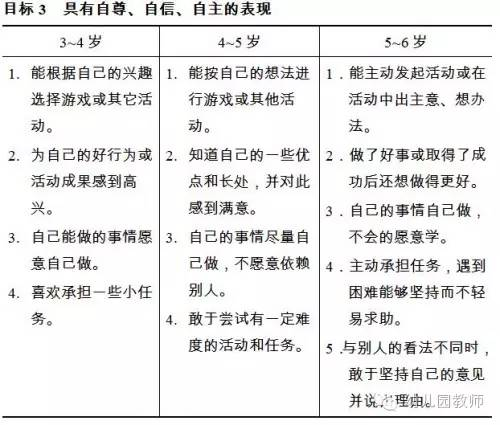 目标 3 具有自尊、自信、自主的表现
3~4 岁
1. 能根据自己的兴趣
选择游戏或其它活
动。
2. 为自己的好行为或
活动成果感到高
兴。
3. 自己能做的事情愿
意自己做。
4. 喜欢承担一些小任
务。
4~5 岁
1. 能按自己的想法进
行游戏或其他活
动。
2. 知道自己的一些优
点和长处，并对此
感到满意。
3. 自己的事情尽量自
己做，不愿意依赖
别人。
4. 敢于尝试有一定难
度的活动和任务。
5~6 岁
1．能主动发起活动或在
活动中出主意、想办
法。
2．做了好事或取得了成
功后还想做得更好。
3．自己的事情自己做，
不会的愿意学。
4．主动承担任务，遇到
困难能够坚持而不轻
易求助。
5．与别人的看法不同时，
敢于坚持自己的意见
并说出理由。
儿园教师